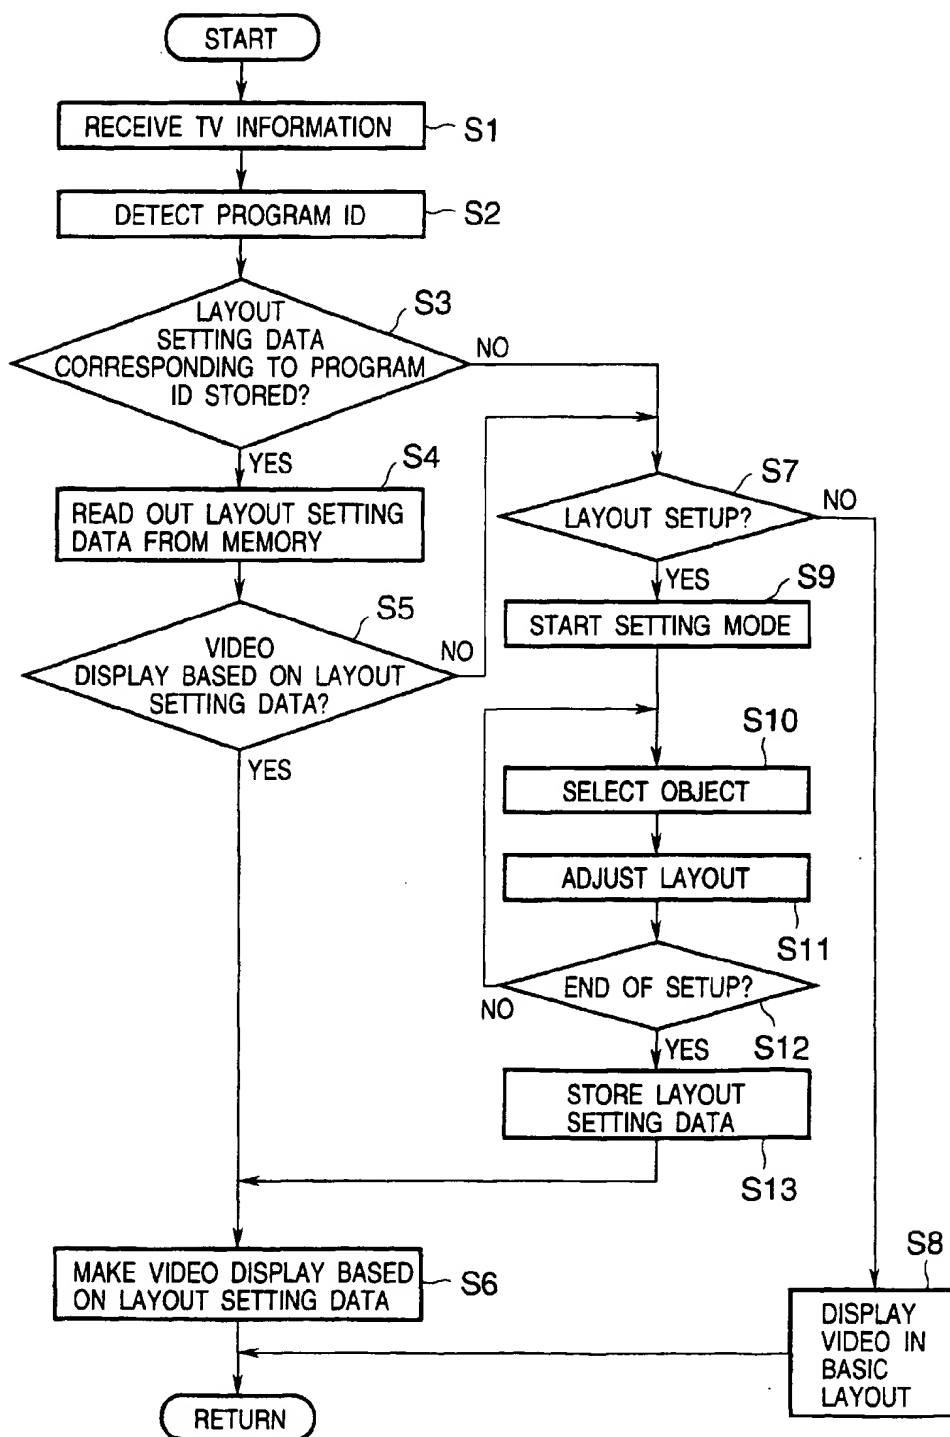 START
RECEIVE TV INFORMATION
S1
DETECT PROGRAM ID
S2
LAYOUT
SETTING DATA
CORRESPONDING TO PROGRAM
ID STORED?
S3
NO
YES
S4
READ OUT LAYOUT SETTING
DATA FROM MEMORY
S5
VIDEO
DISPLAY BASED ON LAYOUT
SETTING DATA?
NO
YES
S7
LAYOUT SETUP?
NO
YES
S9
START SETTING MODE
S10
SELECT OBJECT
ADJUST LAYOUT
S11
END OF SETUP?
NO
S12
YES
STORE LAYOUT
SETTING DATA
S13
MAKE VIDEO DISPLAY BASED
ON LAYOUT SETTING DATA
S6
S8
DISPLAY
VIDEO IN
BASIC
LAYOUT
RETURN